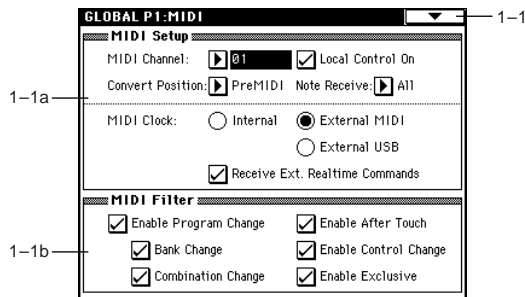 GLOBAL P1:MIDI
1–1
MIDI Setup
MIDI Channel: 01 Local Control On
1–1a
Convert Position: PreMIDI Note Receive: All
MIDI Clock: Internal External MIDI
External USB
Receive Ext. Realtime Commands
MIDI Filter
Enable Program Change Enable After Touch
1–1b
Bank Change Enable Control Change
Combination Change Enable Exclusive